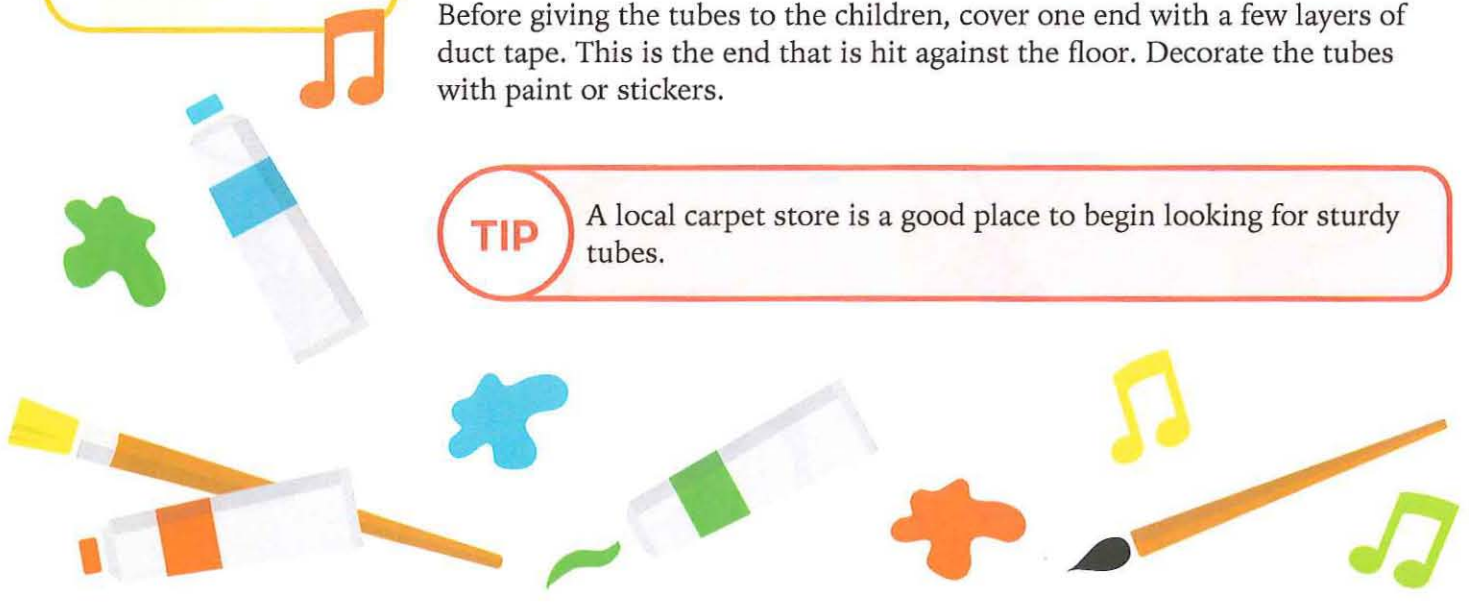 Before giving the tubes to the children, cover one end with a few layers of
duct tape. This is the end that is hit against the floor. Decorate the tubes
with paint or stickers.
TIP
A local carpet store is a good place to begin looking for sturdy
tubes.